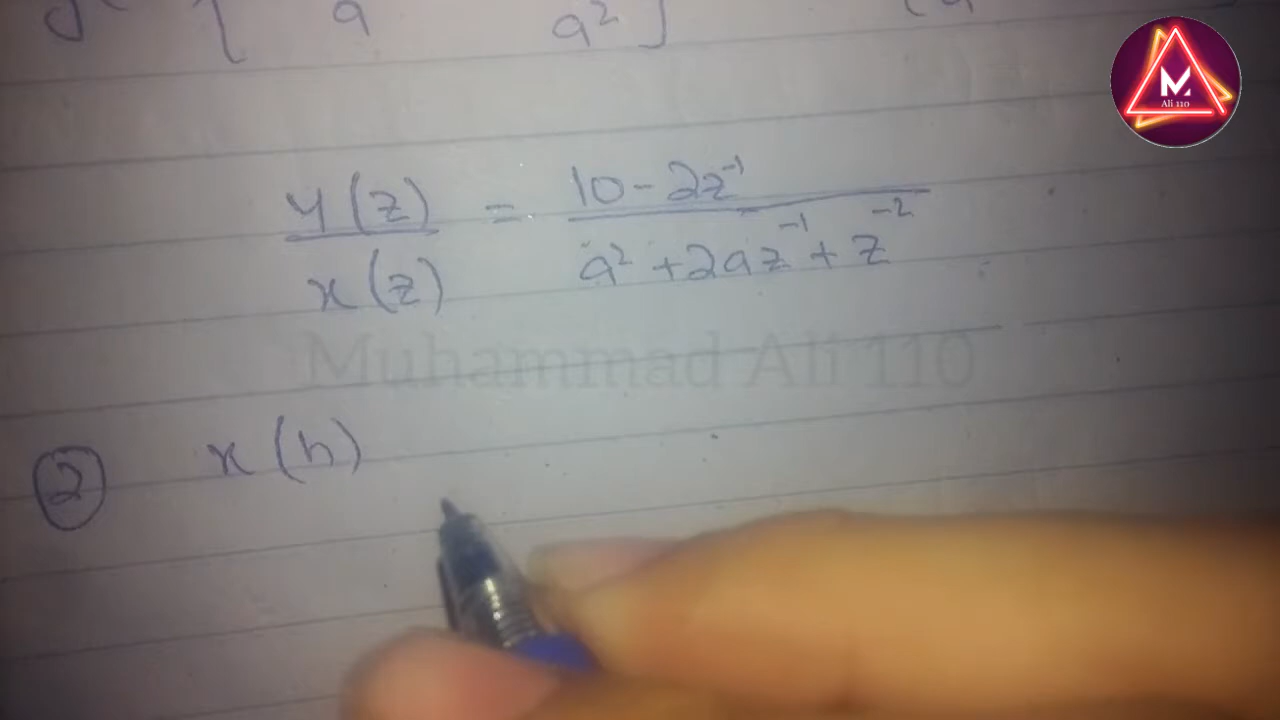 a a² ]
M
Ali 110
Y(z) / x(z) = 10 - 2z⁻¹ / a² + 2az⁻¹ + z⁻²
Muhammad Ali 110
② x(n)